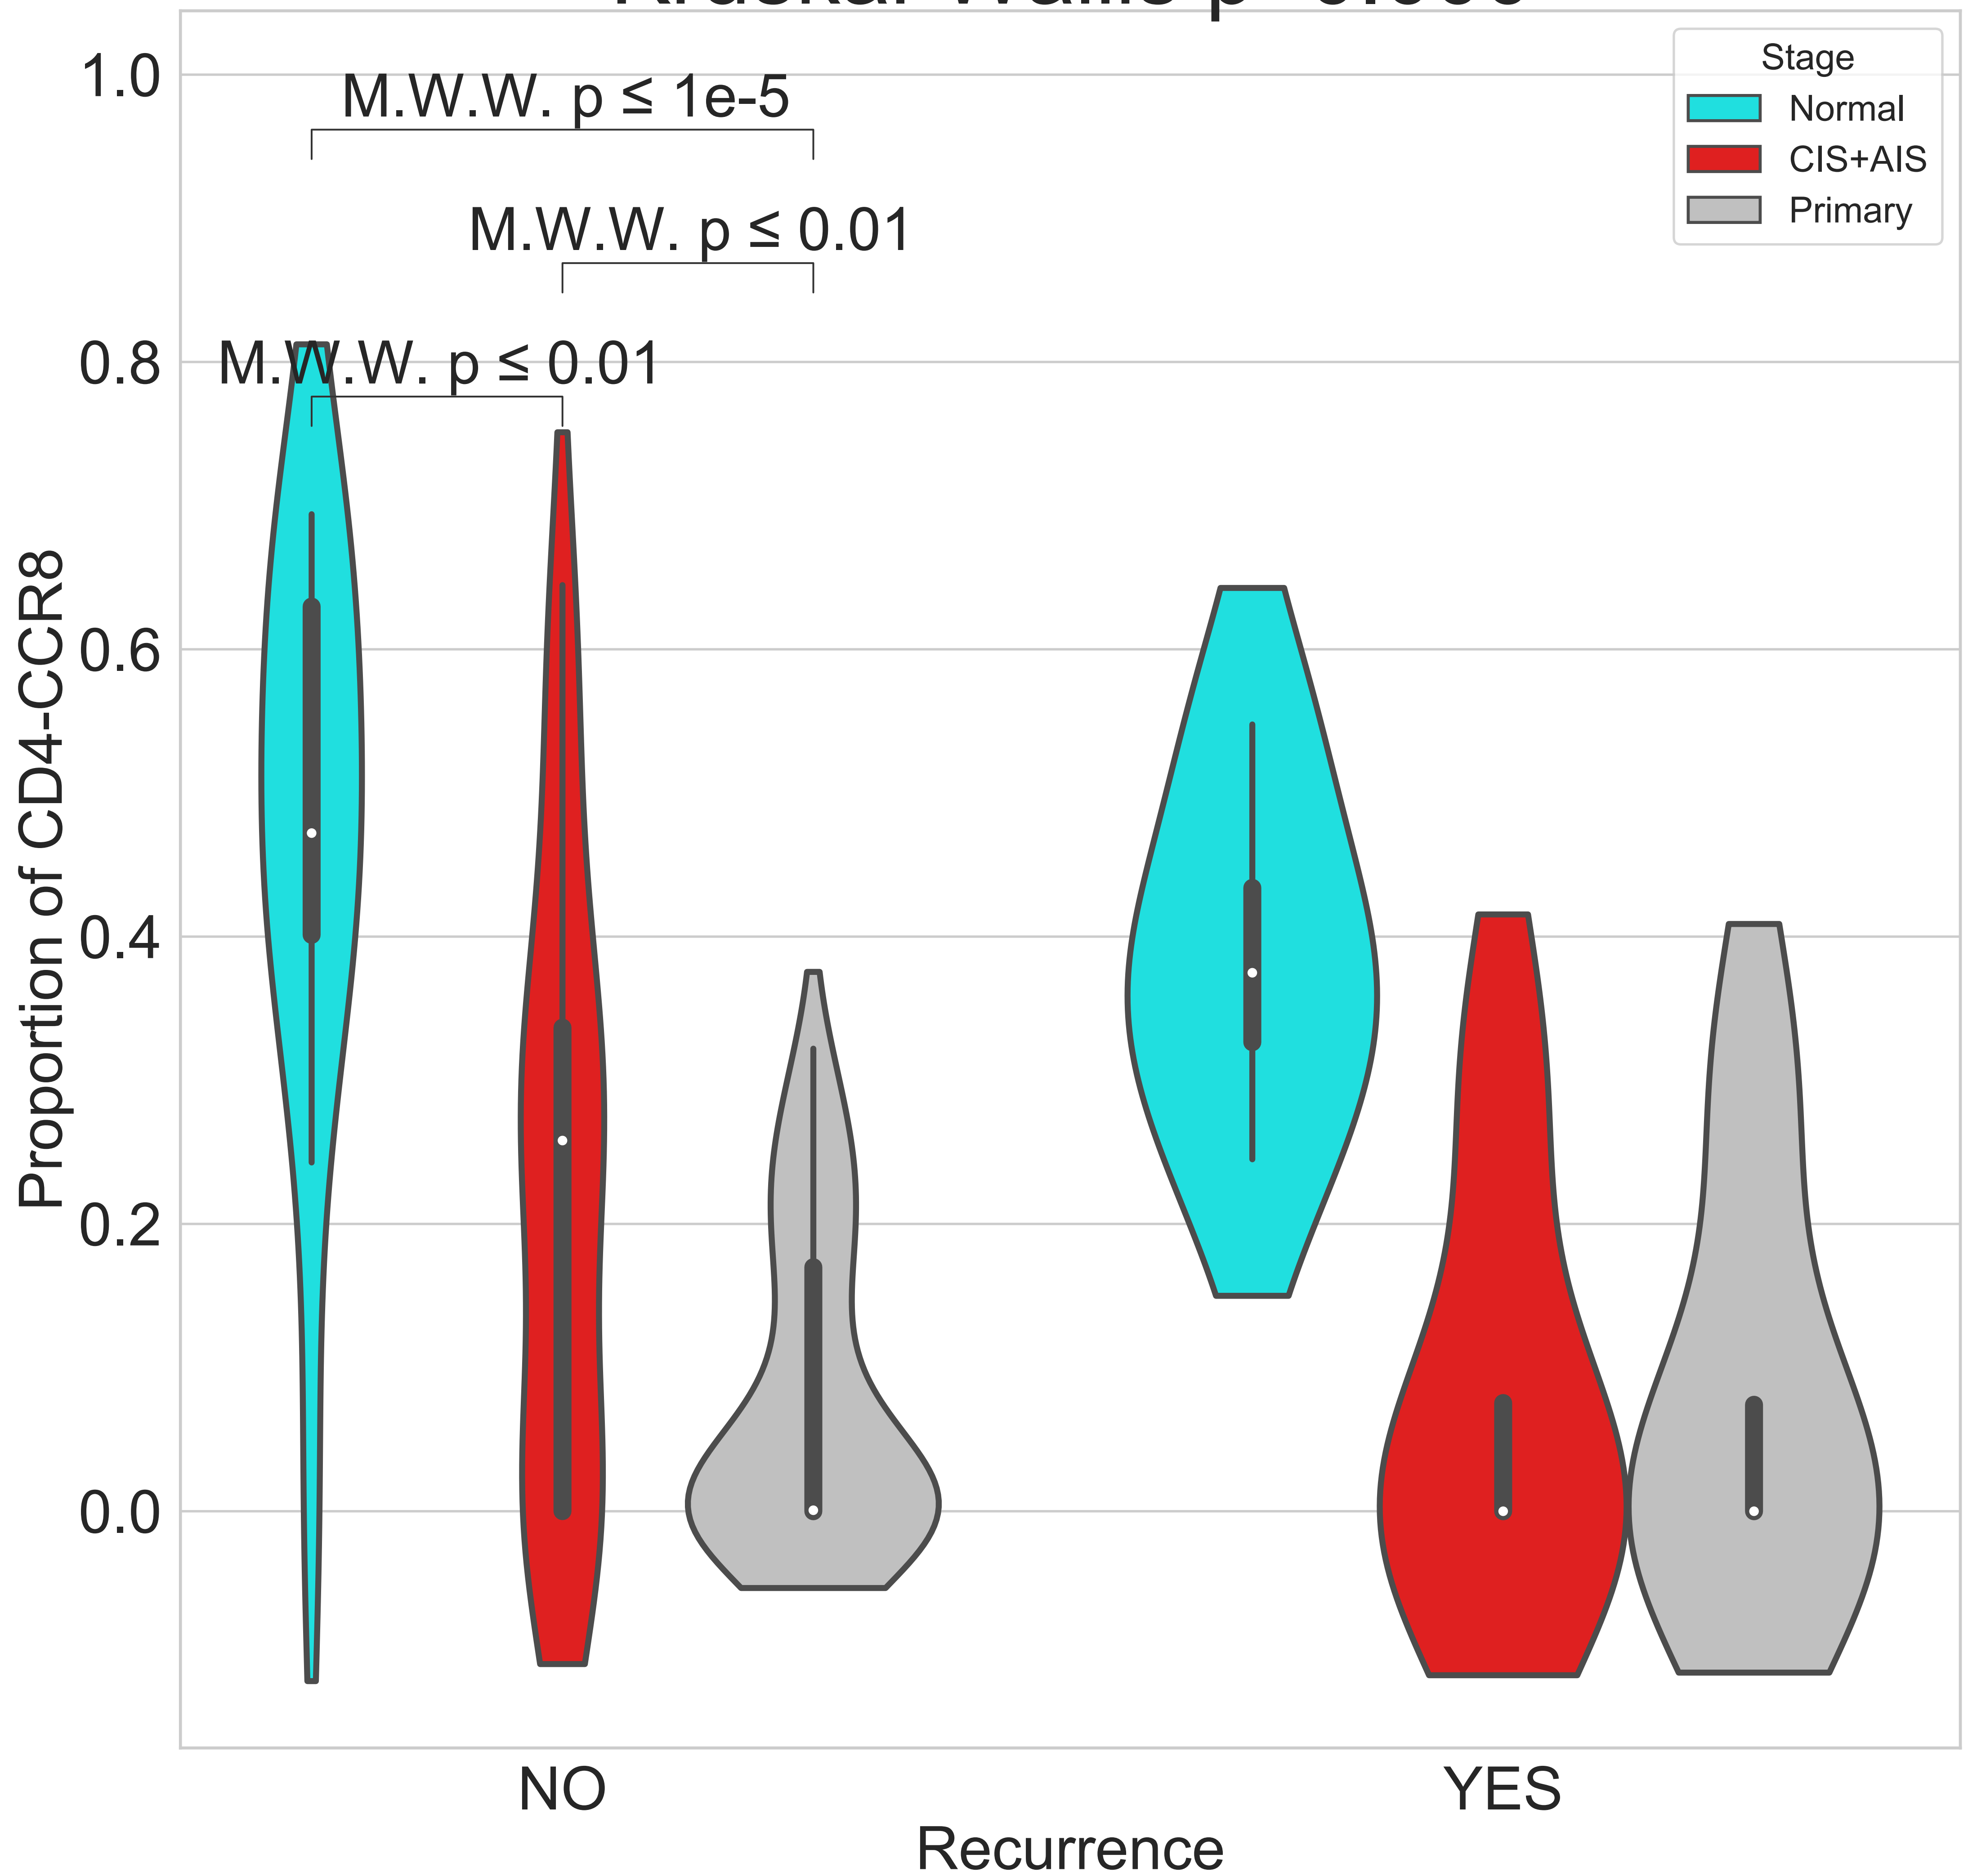 Stage
Normal
CIS+AIS
Primary
M.W.W. p ≤ 1e-5
M.W.W. p ≤ 0.01
M.W.W. p ≤ 0.01
1.0
0.8
0.6
0.4
0.2
0.0
Proportion of CD4-CCR8
NO
YES
Recurrence